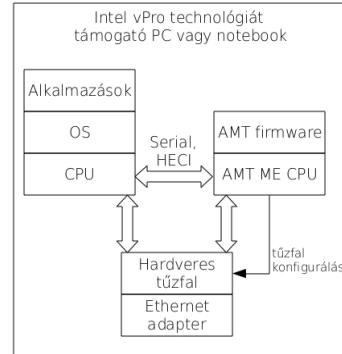 Intel vPro technológiát
támogató PC vagy notebook
Alkalmazások
OS
CPU
Serial,
HECI
AMT firmware
AMT ME CPU
tűzfal
konfigurálás
Hardveres
tűzfal
Ethernet
adapter